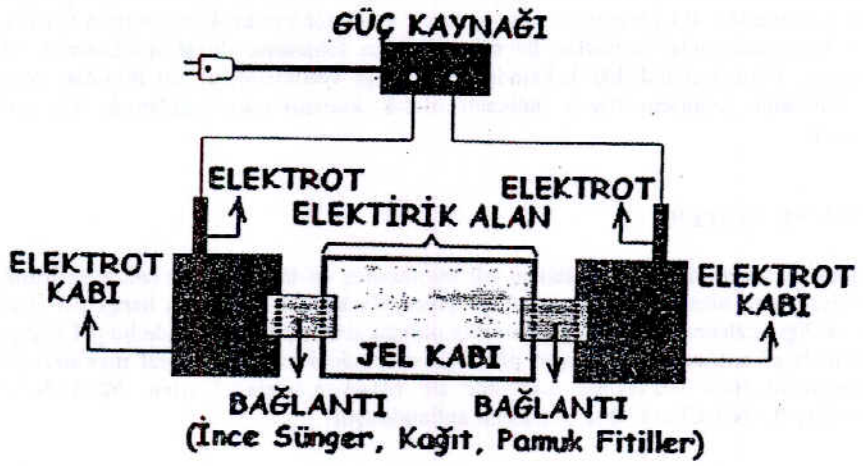 GÜÇ KAYNAĞI
ELEKTROT
ELEKTROT
ELEKTİRİK ALAN
ELEKTROT
KABI
ELEKTROT
KABI
JEL KABI
BAĞLANTI
BAĞLANTI
(İnce Sünger, Kağıt, Pamuk Fitiller)